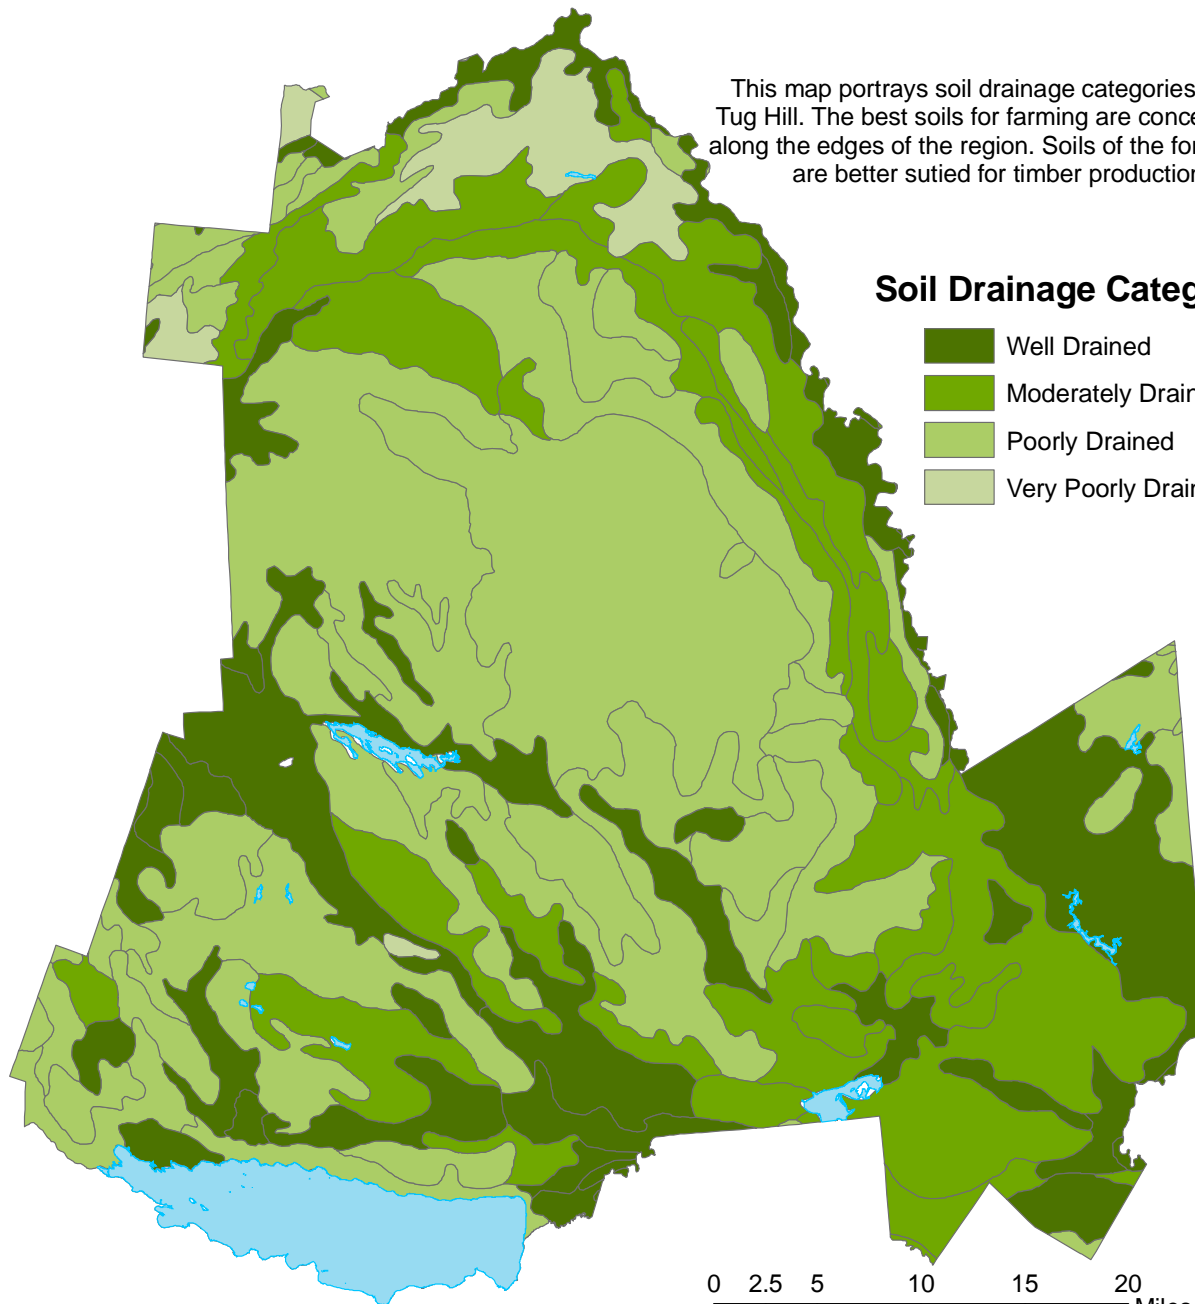 This map portrays soil drainage categories
Tug Hill. The best soils for farming are conce
along the edges of the region. Soils of the for
are better sutied for timber production
Soil Drainage Categ
Well Drained
Moderately Drain
Poorly Drained
Very Poorly Drain
0 2.5 5 10 15 20
Miles